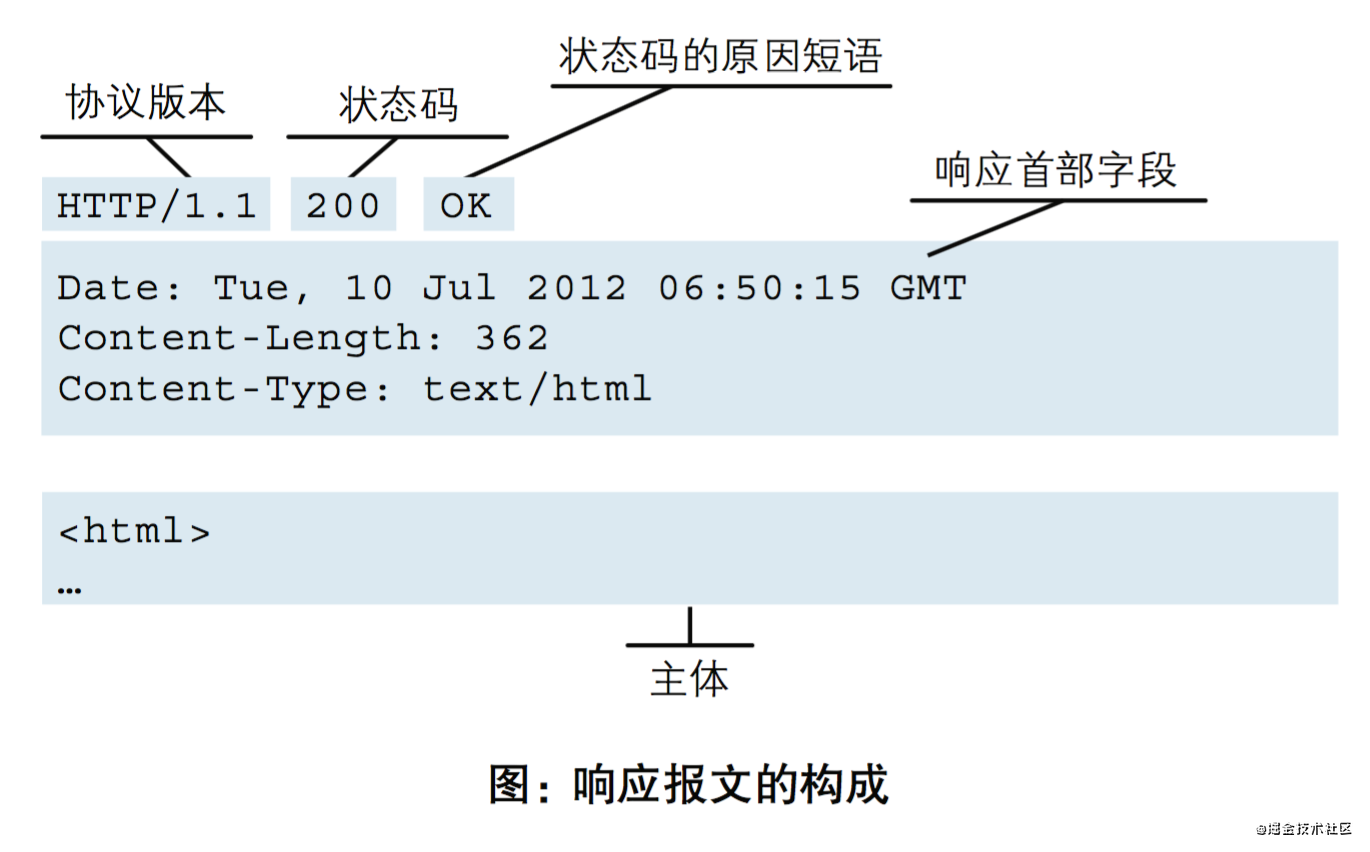 状态码的原因短语
协议版本 状态码
响应首部字段
HTTP/1.1 200 OK
Date: Tue, 10 Jul 2012 06:50:15 GMT
Content-Length: 362
Content-Type: text/html
<html>
…
主体
图：响应报文的构成
@掘金技术社区